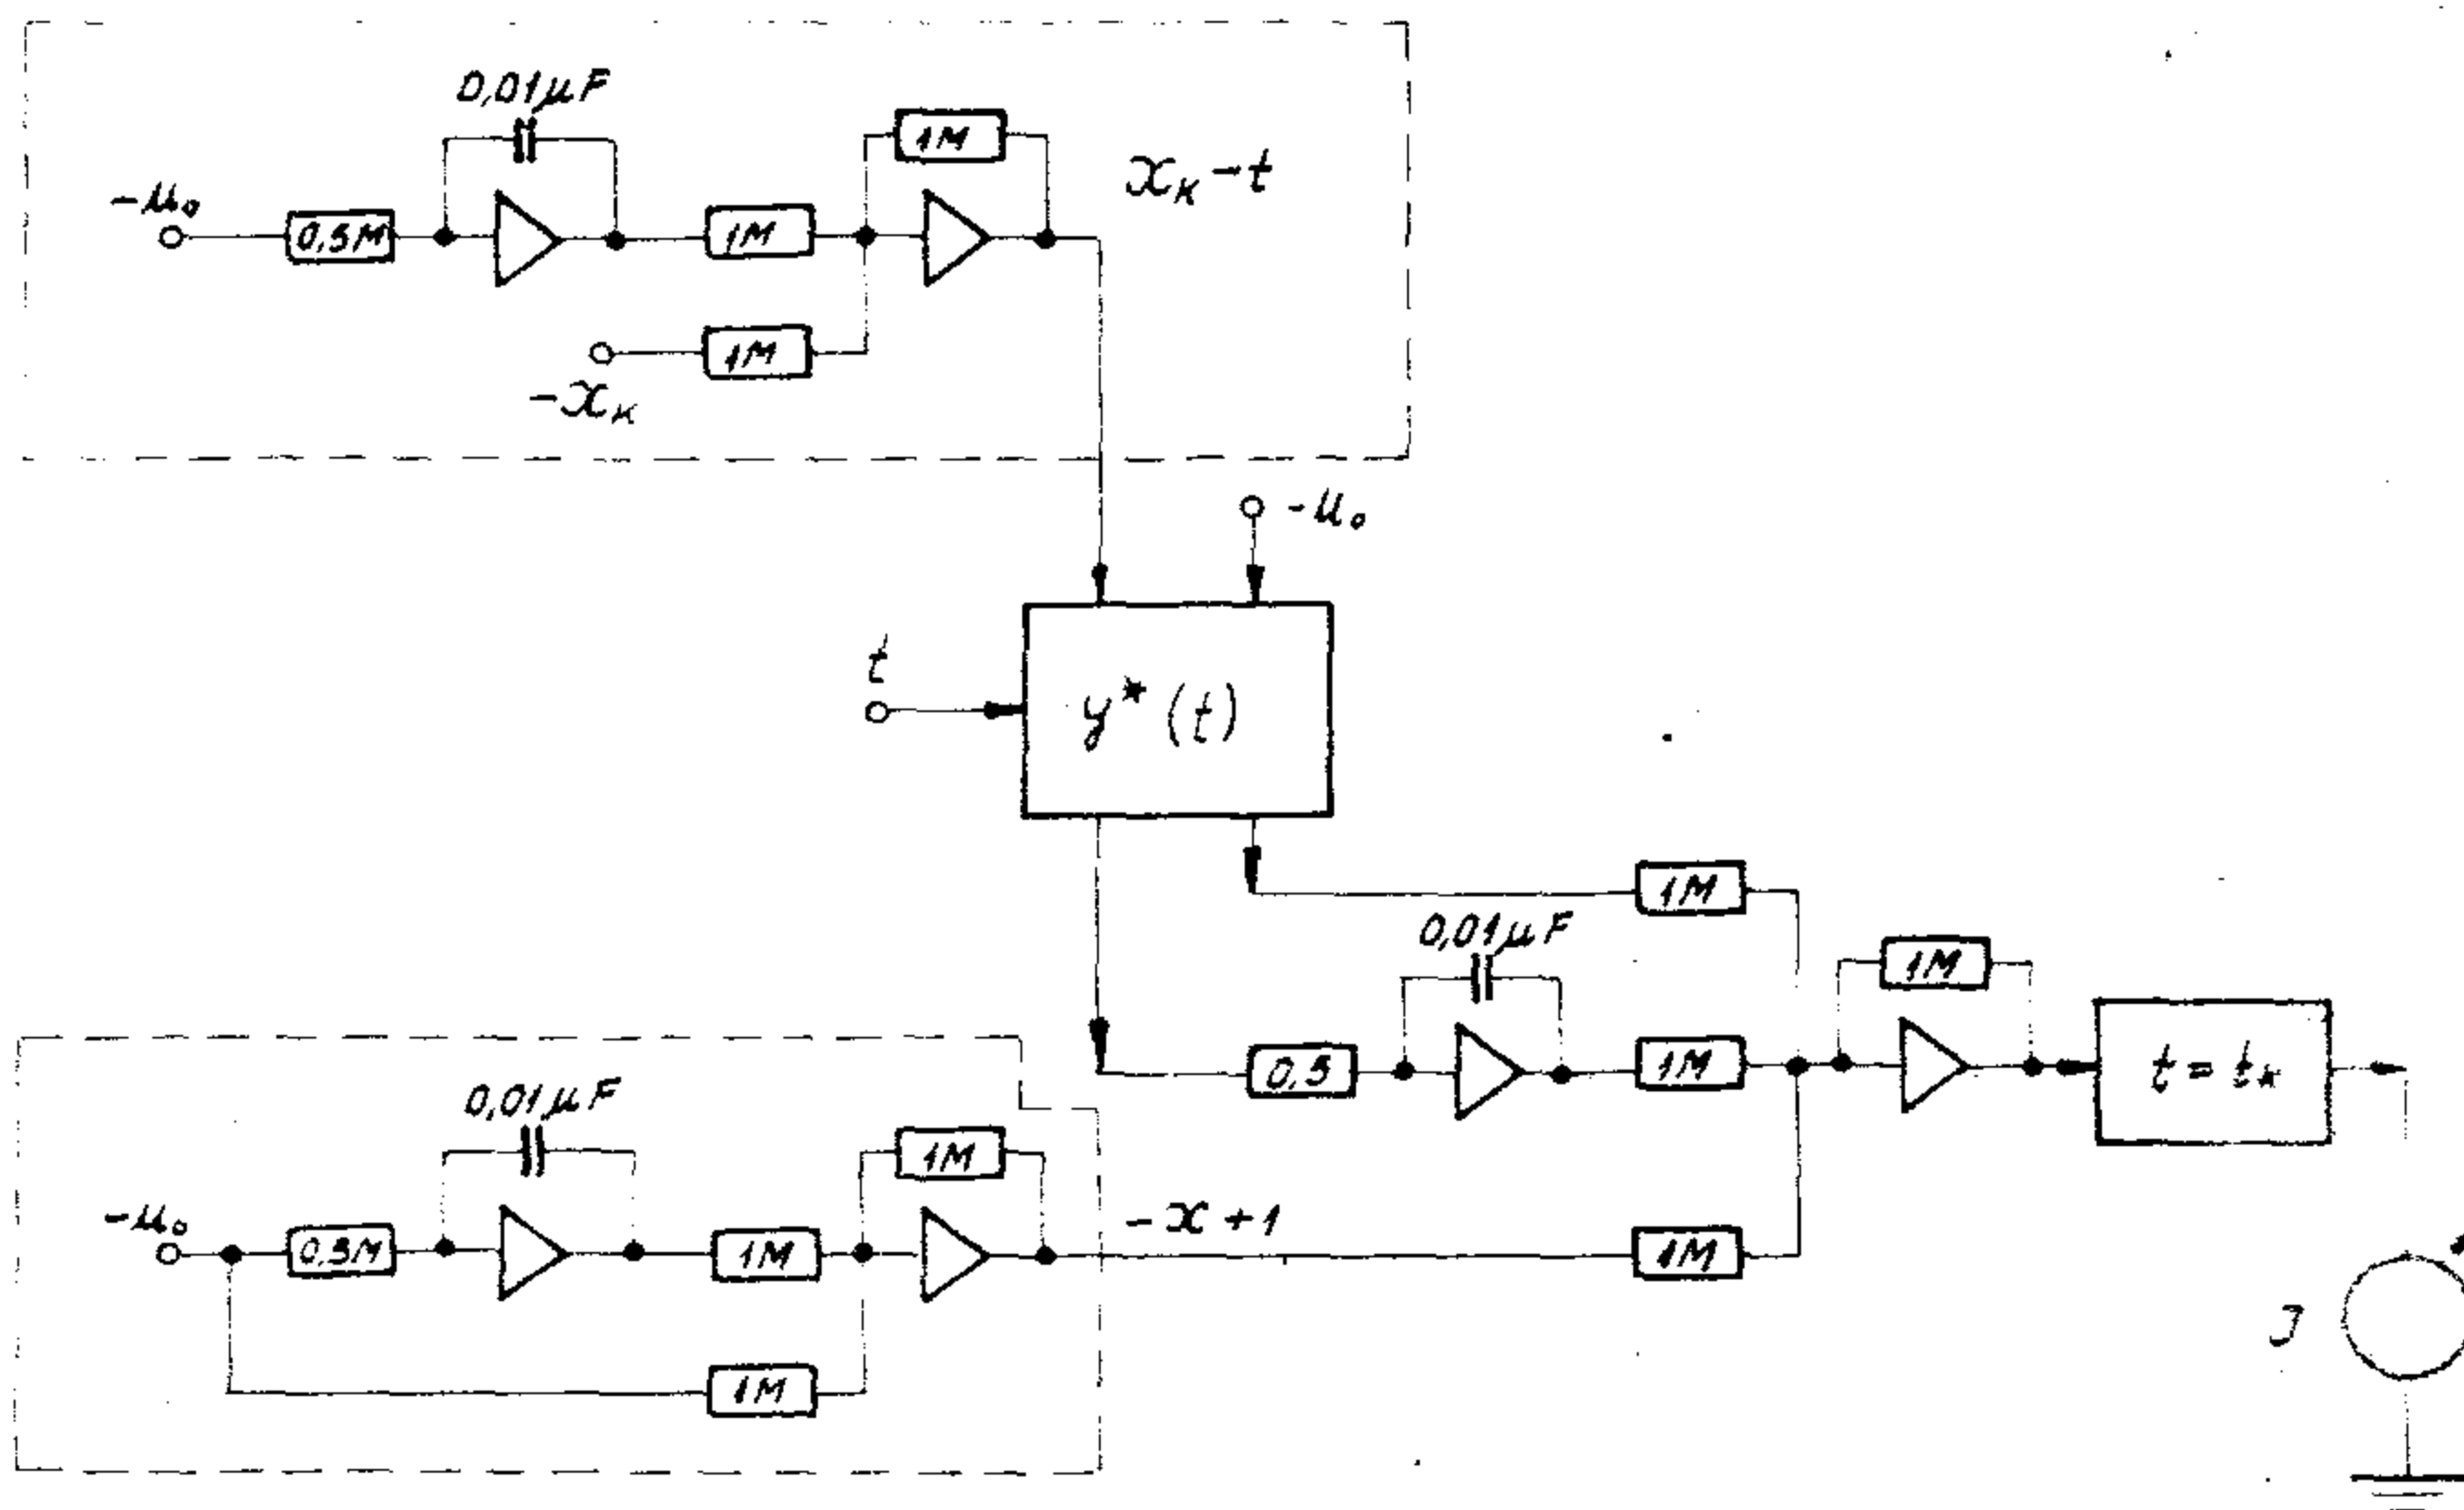 0,01μF
1M
xₖ-t
-u₀
0,5M
1M
1M
-xₖ
-u₀
t
y*(t)
1M
0,01μF
1M
0,5
1M
t = tₖ
0,01μF
1M
-u₀
0,5M
1M
-x+1
1M
J
1M